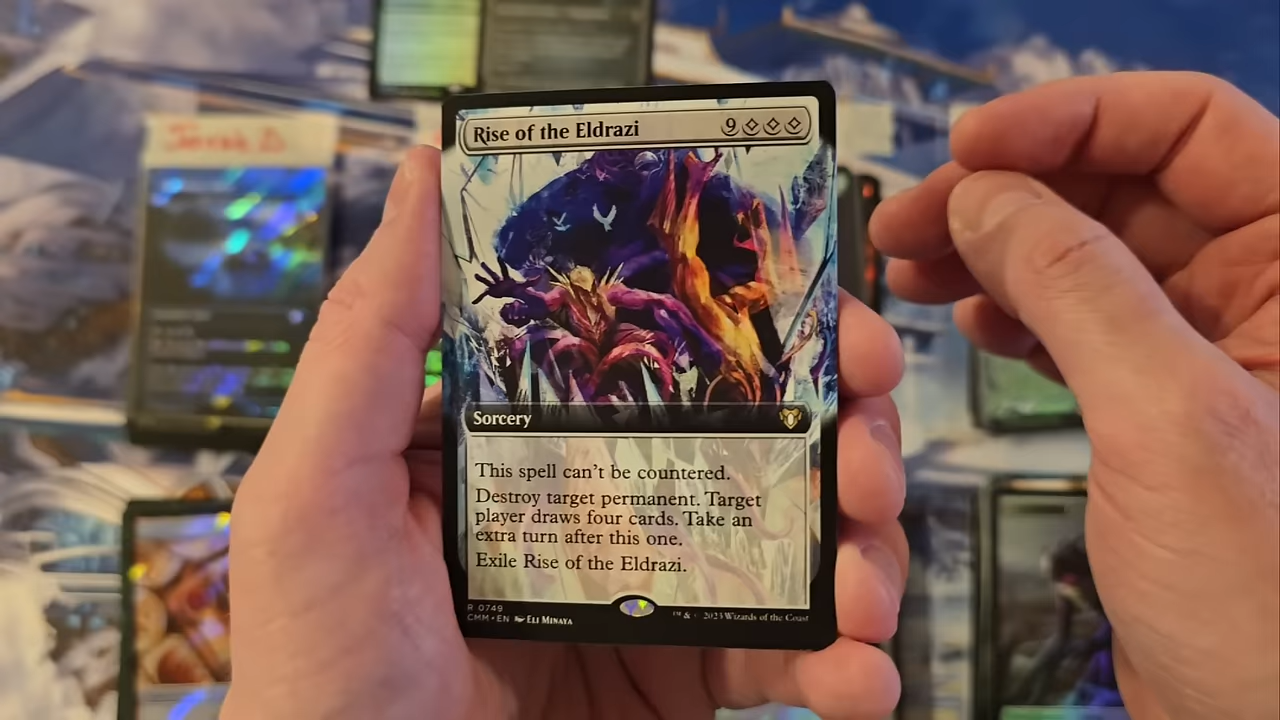 Rise of the Eldrazi 9
Sorcery
This spell can't be countered.
Destroy target permanent. Target
player draws four cards. Take an
extra turn after this one.
Exile Rise of the Eldrazi.
R 0749
CMM • EN Eli Minaya
™ & © 2023 Wizards of the Coast